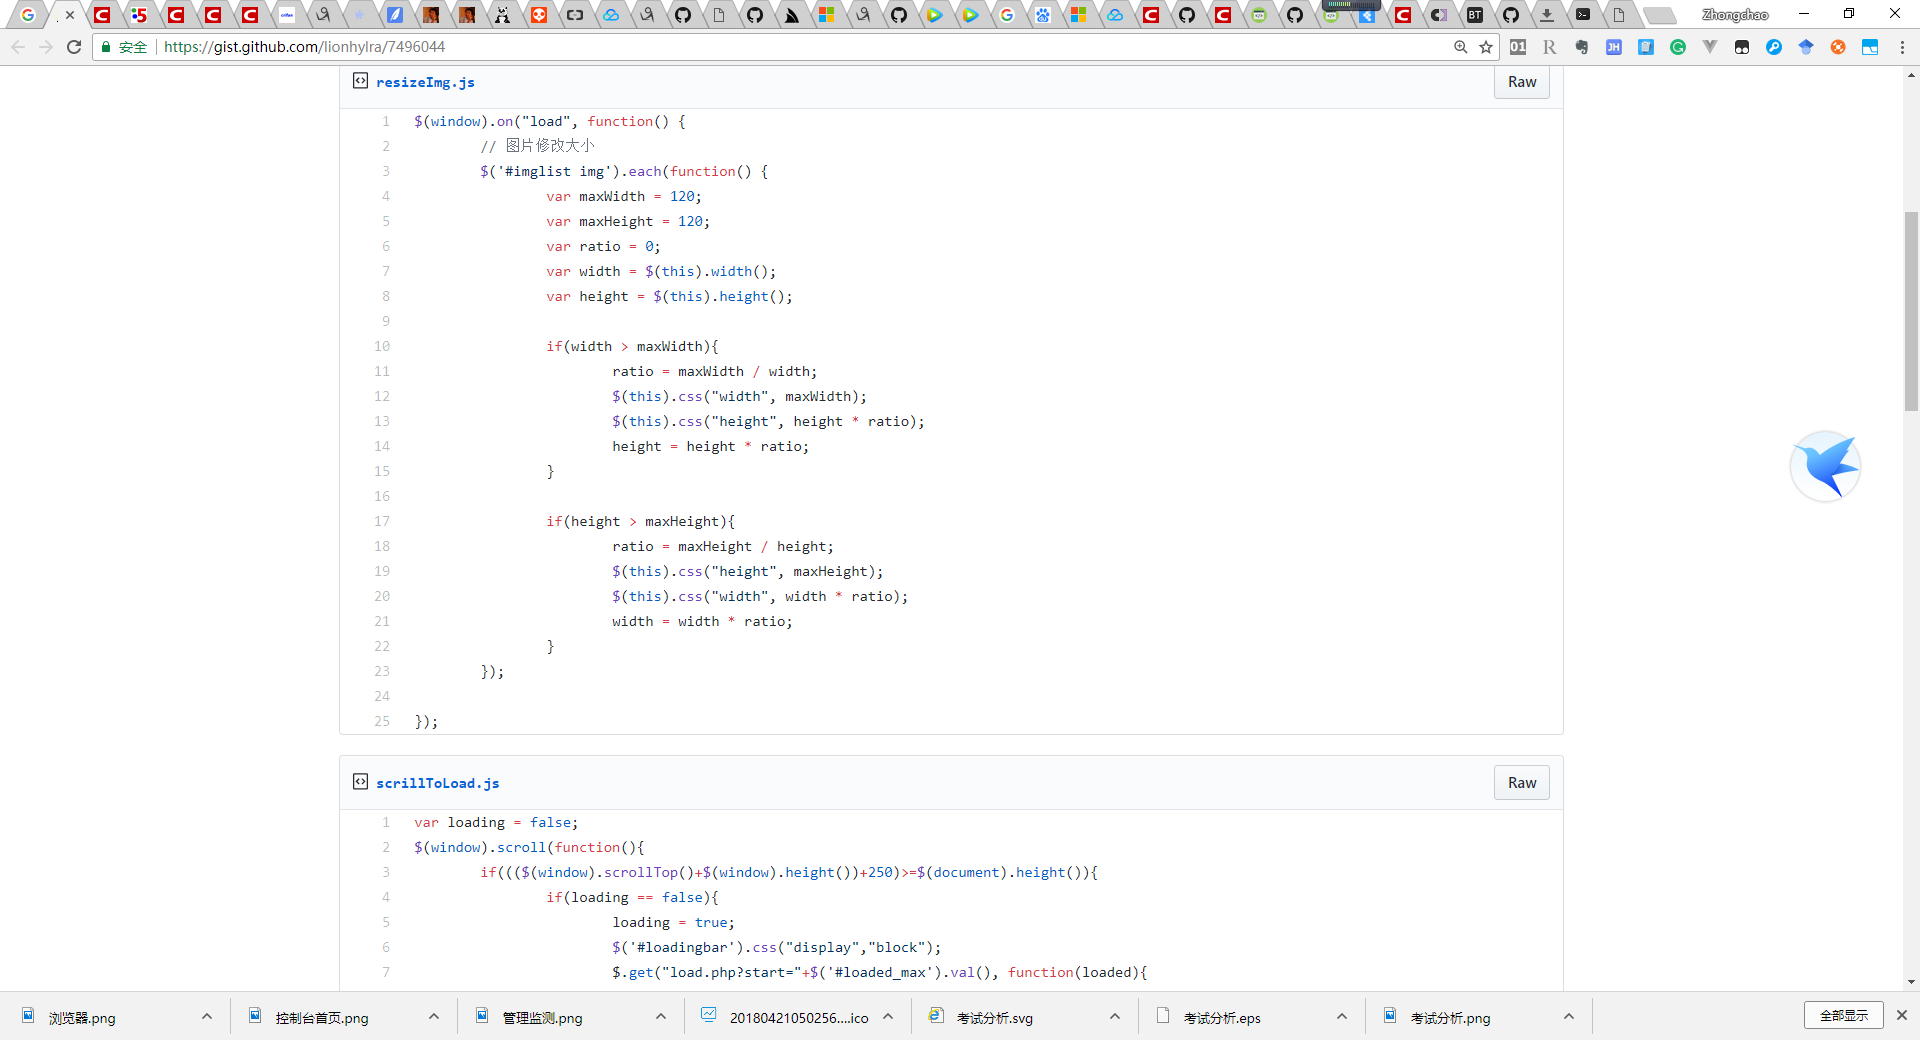 Zhongchao
安全 https://gist.github.com/lionhylra/7496044
resizeImg.js Raw
1 $(window).on("load", function() {
2 // 图片修改大小
3 $('#imglist img').each(function() {
4 var maxWidth = 120;
5 var maxHeight = 120;
6 var ratio = 0;
7 var width = $(this).width();
8 var height = $(this).height();
9
10 if(width > maxWidth){
11 ratio = maxWidth / width;
12 $(this).css("width", maxWidth);
13 $(this).css("height", height * ratio);
14 height = height * ratio;
15 }
16
17 if(height > maxHeight){
18 ratio = maxHeight / height;
19 $(this).css("height", maxHeight);
20 $(this).css("width", width * ratio);
21 width = width * ratio;
22 }
23 });
24
25 });
scrillToLoad.js Raw
1 var loading = false;
2 $(window).scroll(function(){
3 if((($(window).scrollTop()+$(window).height())+250)>=$(document).height()){
4 if(loading == false){
5 loading = true;
6 $('#loadingbar').css("display","block");
7 $.get("load.php?start="+$('#loaded_max').val(), function(loaded){
浏览器.png 控制台首页.png 管理监测.png 20180421050256....ico 考试分析.svg 考试分析.eps 考试分析.png 全部显示